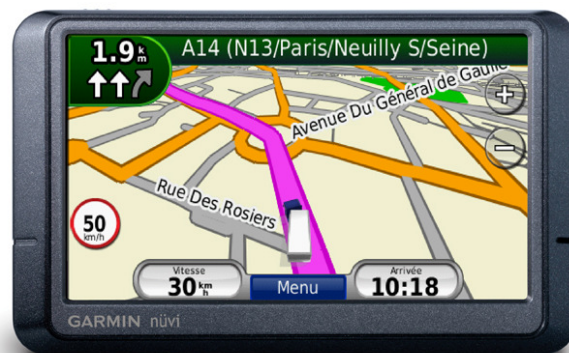 1.9 km
A14 (N13/Paris/Neuilly S/Seine)
Avenue Du Général de Gaulle
+
−
Rue Des Rosiers
50
km/h
Vitesse
30 km/h
Menu
Arrivée
10:18
GARMIN nüvi